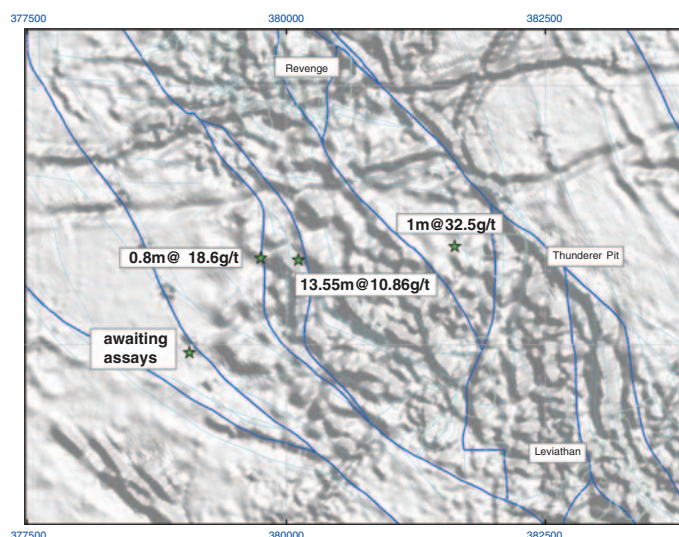 377500 380000 382500
Revenge
1m@32.5g/t
0.8m@ 18.6g/t
Thunderer Pit
13.55m@10.86g/t
awaiting
assays
Leviathan
377500 380000 382500